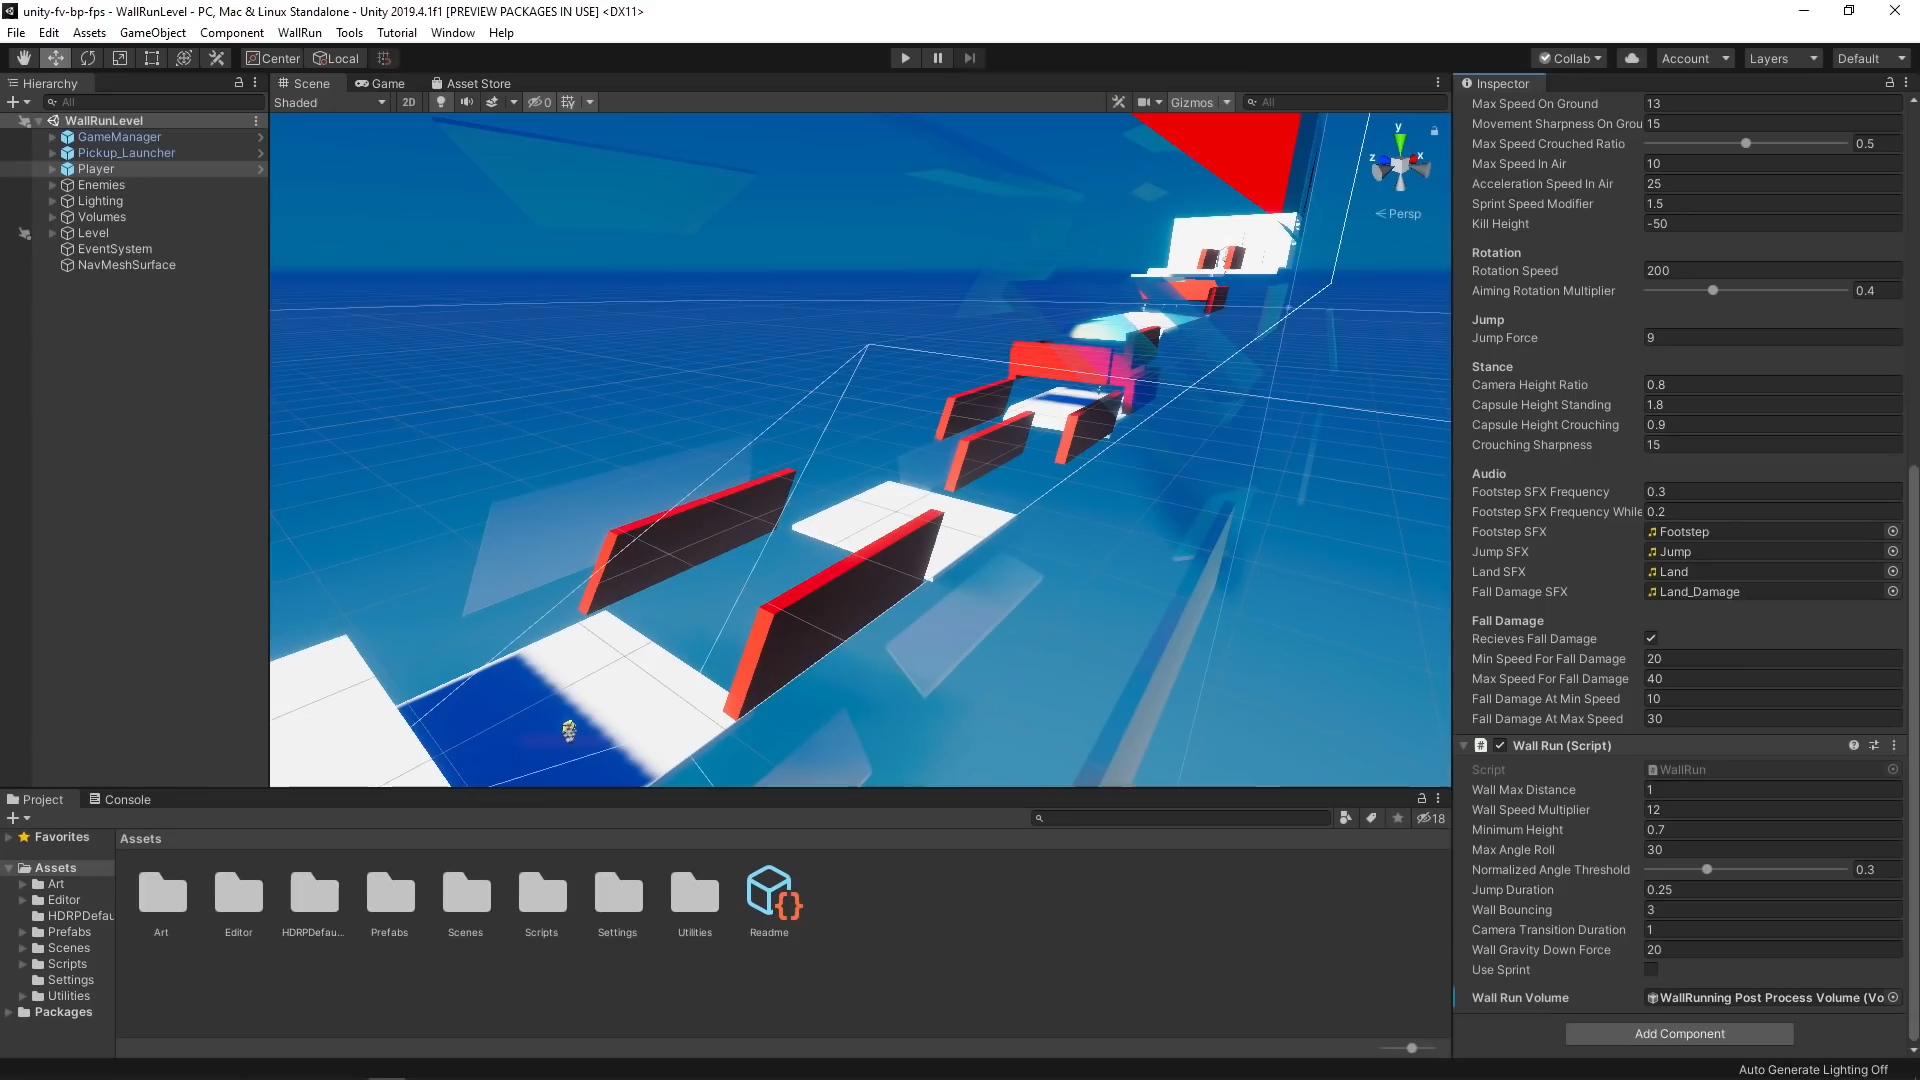 unity-fv-bp-fps - WallRunLevel - PC, Mac & Linux Standalone - Unity 2019.4.1f1 [PREVIEW PACKAGES IN USE] <DX11>
File Edit Assets GameObject Component WallRun Tools Tutorial Window Help
Center Local Collab Account Layers Default
Hierarchy
All
WallRunLevel
GameManager
Pickup_Launcher
Player
Enemies
Lighting
Volumes
Level
EventSystem
NavMeshSurface
Scene Game Asset Store
Shaded 2D 0 Gizmos All
y
z x
Persp
Inspector
Max Speed On Ground 13
Movement Sharpness On Grou 15
Max Speed Crouched Ratio 0.5
Max Speed In Air 10
Acceleration Speed In Air 25
Sprint Speed Modifier 1.5
Kill Height -50
Rotation
Rotation Speed 200
Aiming Rotation Multiplier 0.4
Jump
Jump Force 9
Stance
Camera Height Ratio 0.8
Capsule Height Standing 1.8
Capsule Height Crouching 0.9
Crouching Sharpness 15
Audio
Footstep SFX Frequency 0.3
Footstep SFX Frequency While 0.2
Footstep SFX Footstep
Jump SFX Jump
Land SFX Land
Fall Damage SFX Land_Damage
Fall Damage
Recieves Fall Damage
Min Speed For Fall Damage 20
Max Speed For Fall Damage 40
Fall Damage At Min Speed 10
Fall Damage At Max Speed 30
Wall Run (Script)
Script WallRun
Wall Max Distance 1
Wall Speed Multiplier 12
Minimum Height 0.7
Max Angle Roll 30
Normalized Angle Threshold 0.3
Jump Duration 0.25
Wall Bouncing 3
Camera Transition Duration 1
Wall Gravity Down Force 20
Use Sprint
Wall Run Volume WallRunning Post Process Volume (Vo
Add Component
Project Console
18
Favorites
Assets
Art
Editor
HDRPDefau
Prefabs
Scenes
Scripts
Settings
Utilities
Packages
Assets
Art Editor HDRPDefau... Prefabs Scenes Scripts Settings Utilities Readme
Auto Generate Lighting Off